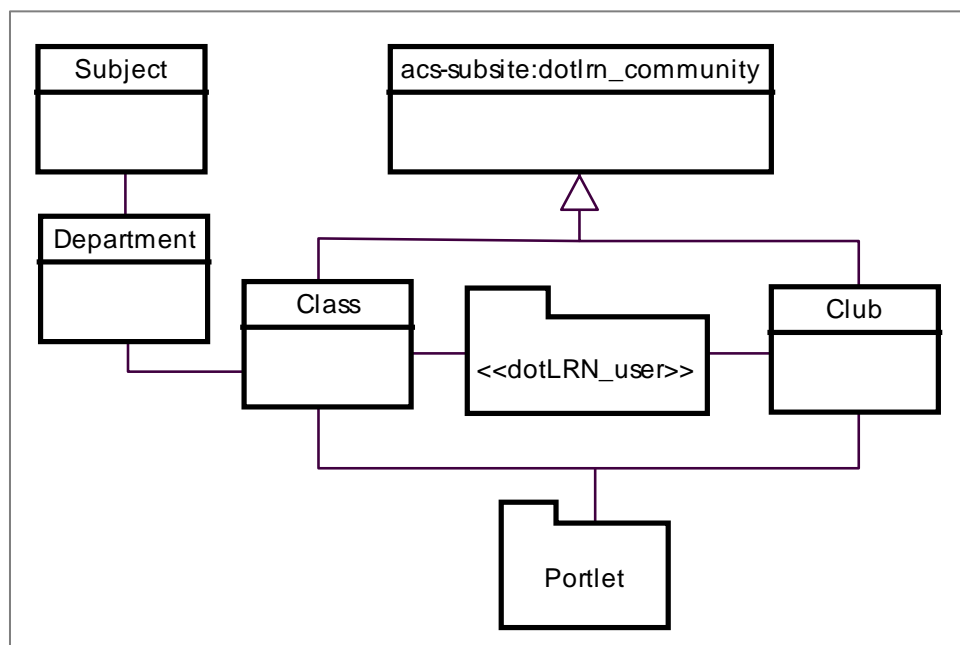 Subject
acs-subsite:dotlrn_community
Department
Class
Club
<<dotLRN_user>>
Portlet